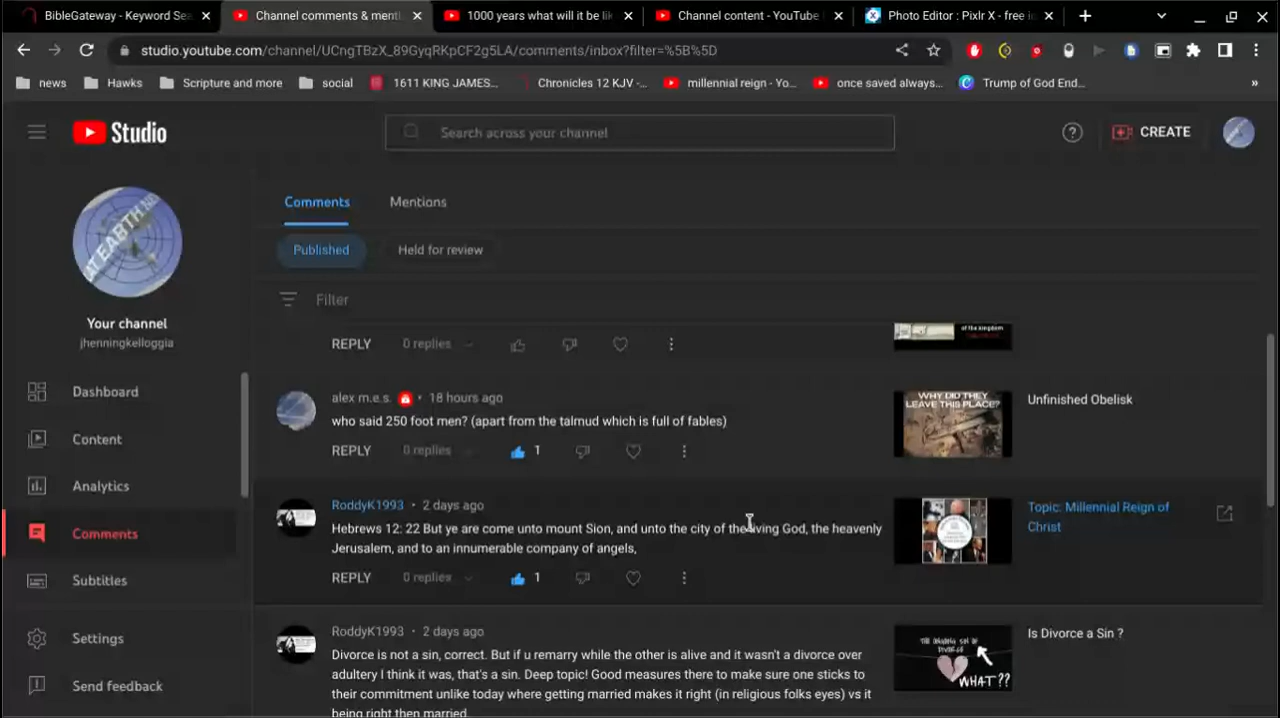 BibleGateway - Keyword Sea
Channel comments & menti
1000 years what will it be li
Channel content - YouTube
Photo Editor : Pixlr X - free i
studio.youtube.com/channel/UCngTBzX_89GyqRKpCF2g5LA/comments/inbox?filter=%5B%5D
news
Hawks
Scripture and more
social
1611 KING JAMES...
Chronicles 12 KJV -...
millennial reign - Yo...
once saved always...
Trump of God End...
»
Studio
Search across your channel
CREATE
Comments
Mentions
Published
Held for review
Filter
Your channel
jhenningkelloggia
Dashboard
Content
Analytics
Comments
Subtitles
Settings
Send feedback
REPLY 0 replies
of the kingdom
alex m.e.s. • 18 hours ago
who said 250 foot men? (apart from the talmud which is full of fables)
REPLY 0 replies 1
WHY DID THEY
LEAVE THIS PLACE?
Unfinished Obelisk
RoddyK1993 • 2 days ago
Hebrews 12: 22 But ye are come unto mount Sion, and unto the city of the living God, the heavenly
Jerusalem, and to an innumerable company of angels,
REPLY 0 replies 1
Topic: Millennial Reign of
Christ
RoddyK1993 • 2 days ago
Divorce is not a sin, correct. But if u remarry while the other is alive and it wasn't a divorce over
adultery I think it was, that's a sin. Deep topic! Good measures there to make sure one sticks to
their commitment unlike today where getting married makes it right (in religious folks eyes) vs it
being right then married.
DIVORCE
WHAT??
Is Divorce a Sin ?